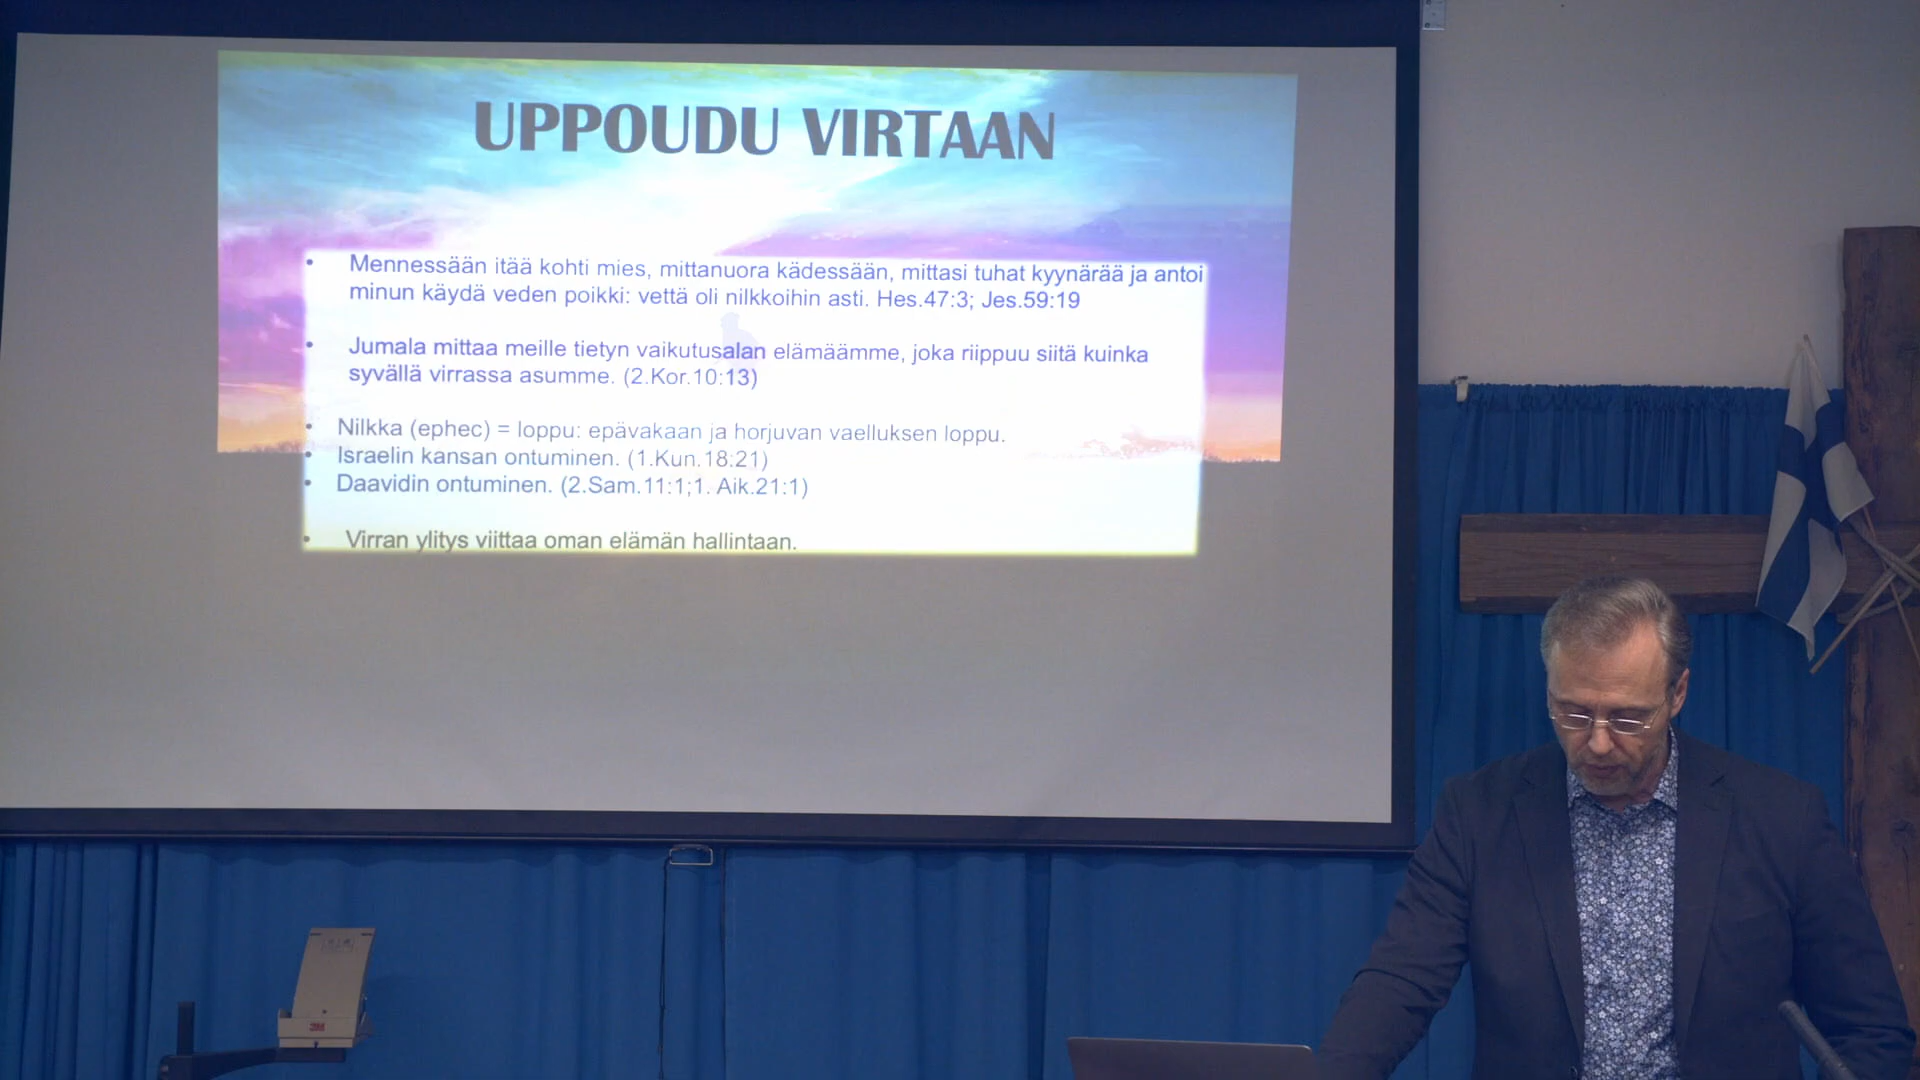 UPPOUDU VIRTAAN
• Mennessään itää kohti mies, mittanuora kädessään, mittasi tuhat kyynärää ja antoi
minun käydä veden poikki: vettä oli nilkkoihin asti. Hes.47:3; Jes.59:19
• Jumala mittaa meille tietyn vaikutusalan elämäämme, joka riippuu siitä kuinka
syvällä virrassa asumme. (2.Kor.10:13)
• Nilkka (ephec) = loppu: epävakaan ja horjuvan vaelluksen loppu.
• Israelin kansan ontuminen. (1.Kun.18:21)
• Daavidin ontuminen. (2.Sam.11:1;1. Aik.21:1)
• Virran ylitys viittaa oman elämän hallintaan.
3M